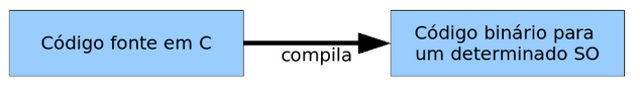 Código fonte em C
compila
Código binário para
um determinado SO